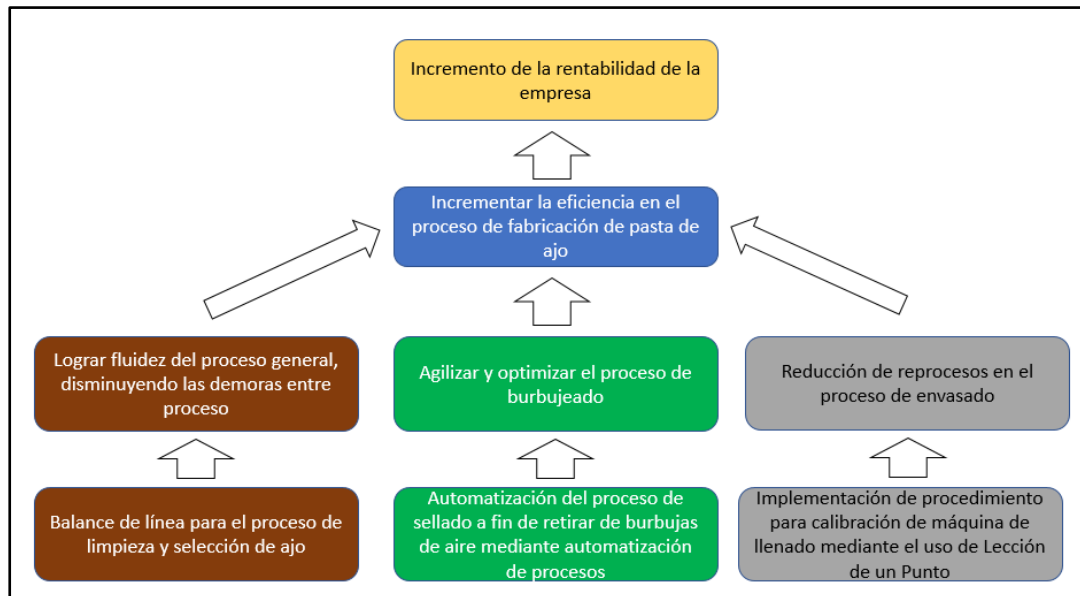 Incremento de la rentabilidad de la
empresa
Incrementar la eficiencia en el
proceso de fabricación de pasta de
ajo
Lograr fluidez del proceso general,
disminuyendo las demoras entre
proceso
Agilizar y optimizar el proceso de
burbujeado
Reducción de reprocesos en el
proceso de envasado
Balance de línea para el proceso de
limpieza y selección de ajo
Automatización del proceso de
sellado a fin de retirar de burbujas
de aire mediante automatización
de procesos
Implementación de procedimiento
para calibración de máquina de
llenado mediante el uso de Lección
de un Punto